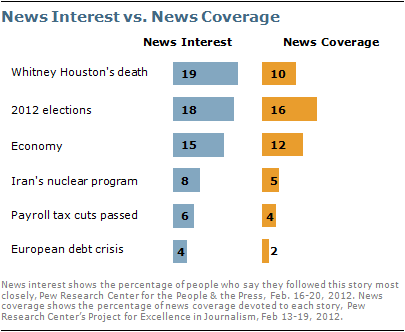 News Interest vs. News Coverage
News Interest News Coverage
Whitney Houston's death 19 10
2012 elections 18 16
Economy 15 12
Iran's nuclear program 8 5
Payroll tax cuts passed 6 4
European debt crisis 4 2
News interest shows the percentage of people who say they followed this story most
closely, Pew Research Center for the People & the Press, Feb. 16-20, 2012. News
coverage shows the percentage of news coverage devoted to each story, Pew
Research Center's Project for Excellence in Journalism, Feb 13-19, 2012.